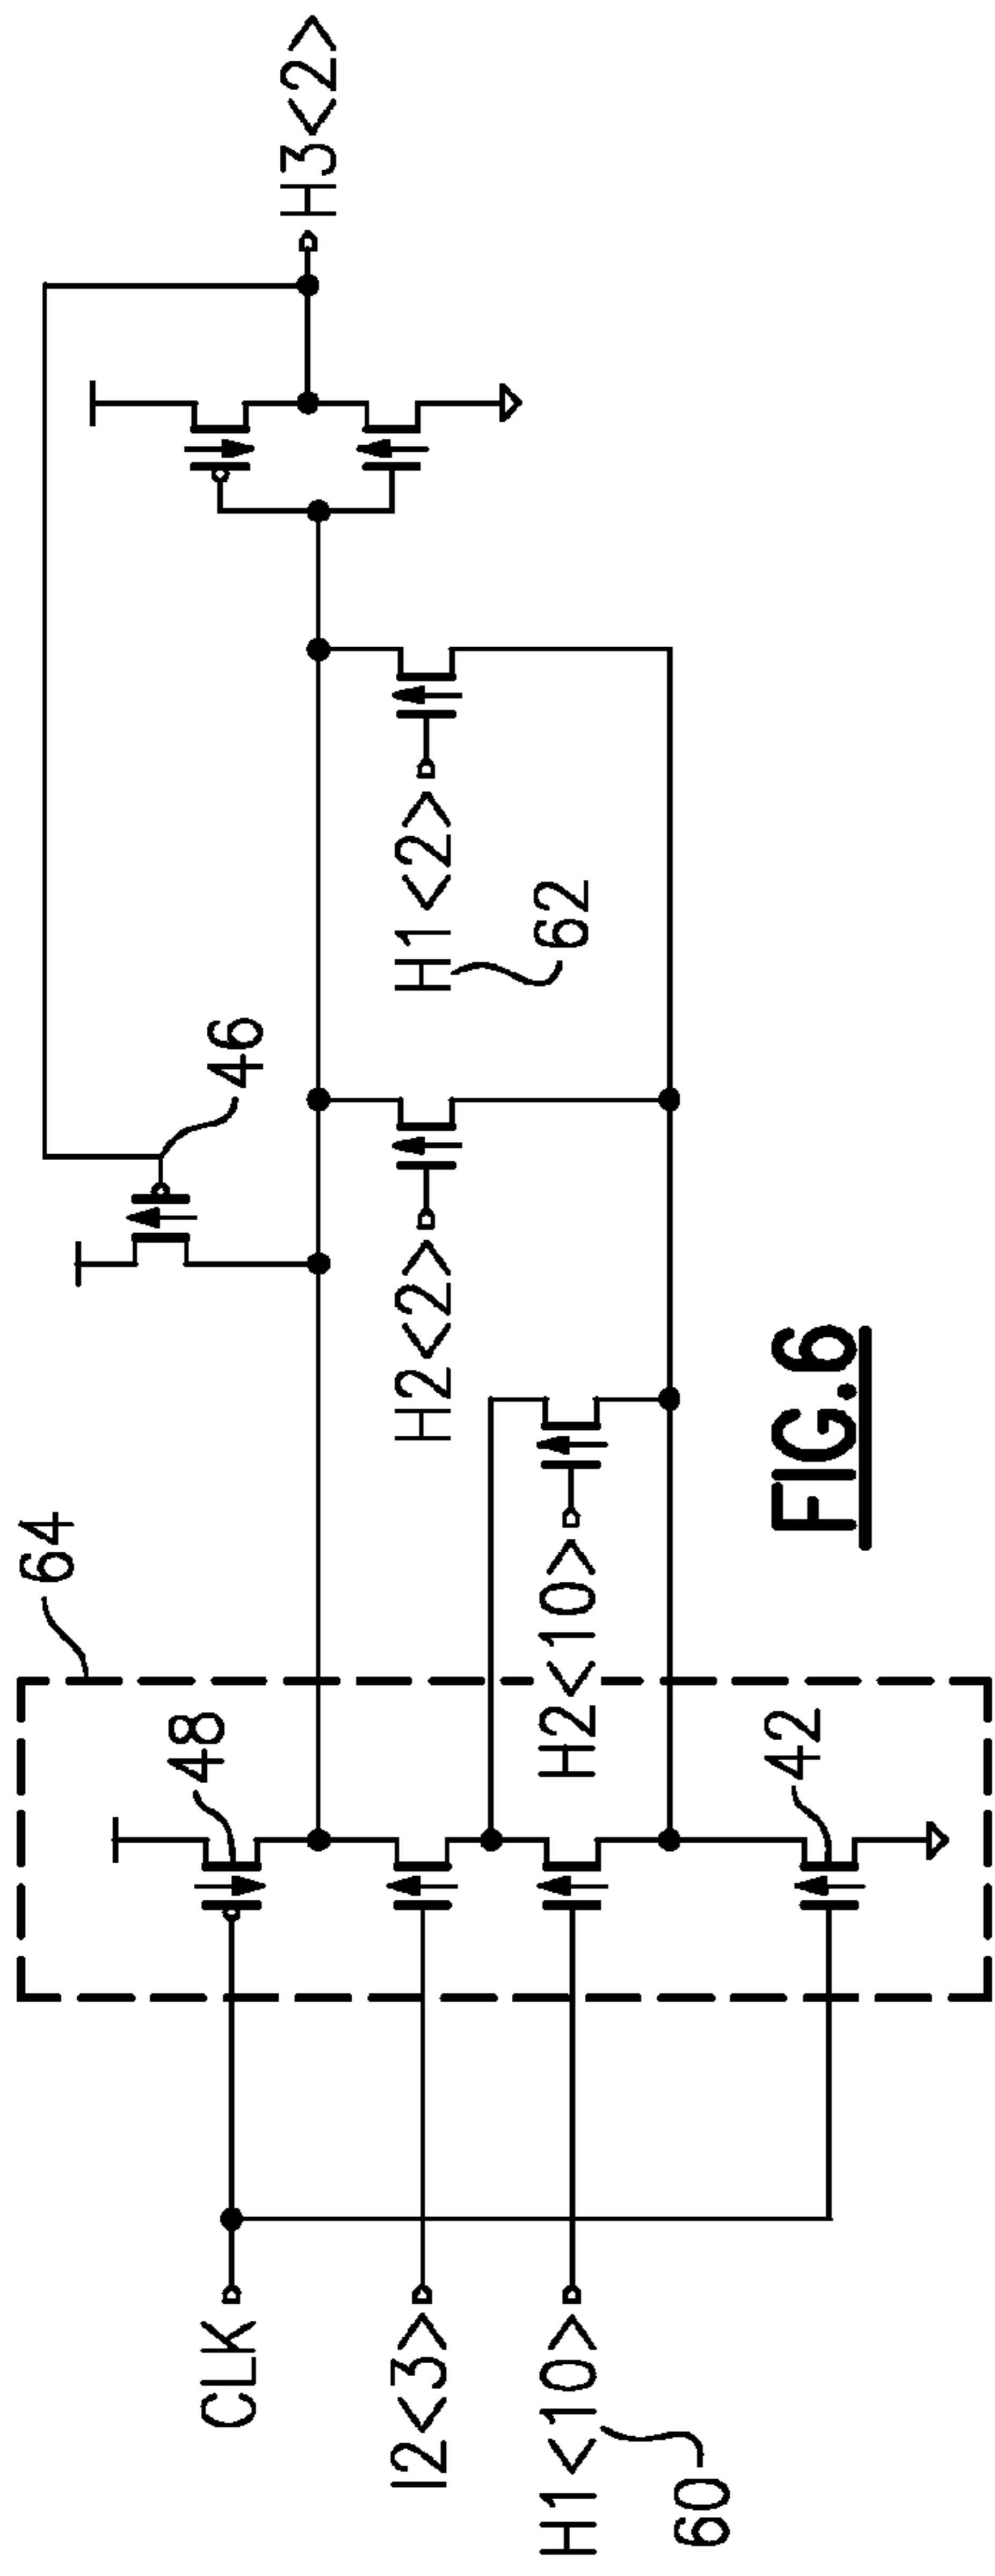 64
48
46
H3<2>
CLK
I2<3>
H1<10>
60
H2<10>
42
H2<2>
H1<2>
62
FIG.6